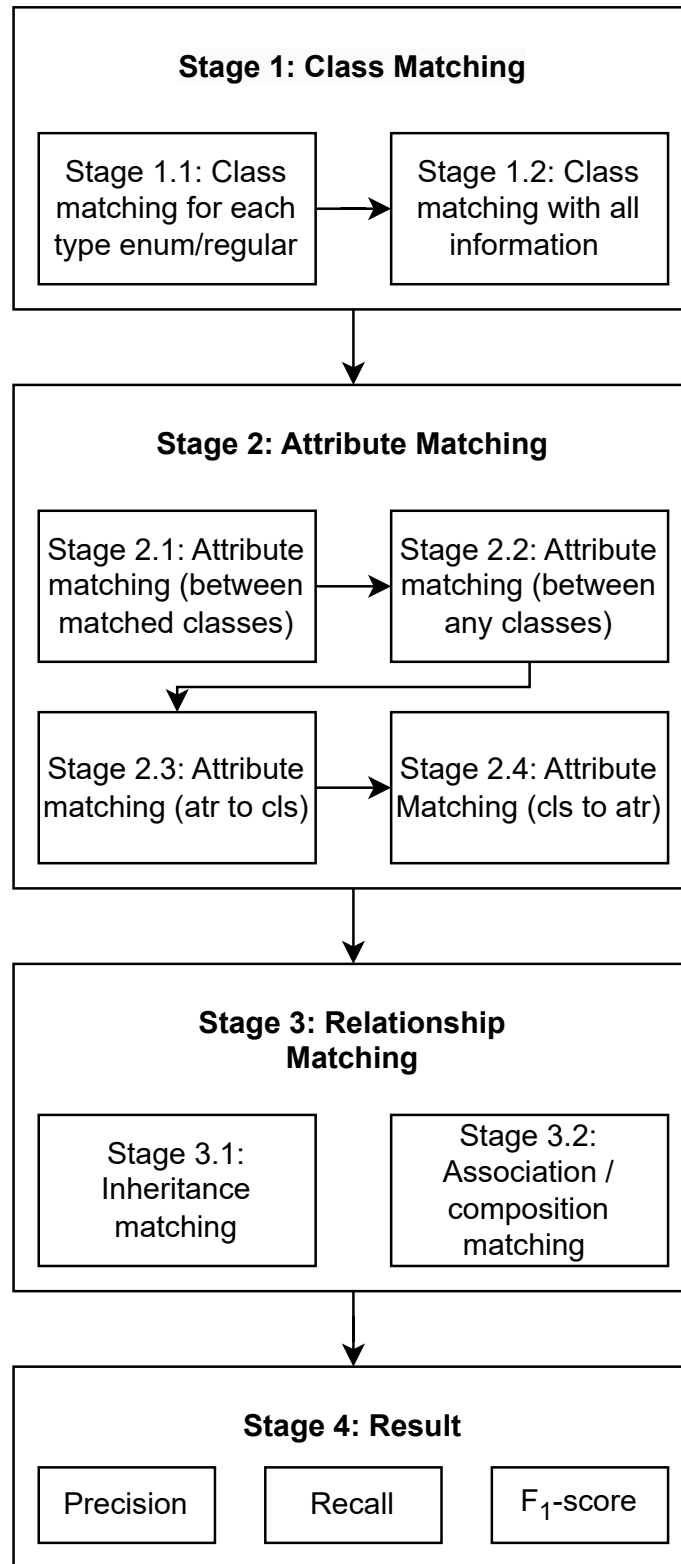 Stage 1: Class Matching
Stage 1.1: Class
matching for each
type enum/regular
Stage 1.2: Class
matching with all
information
Stage 2: Attribute Matching
Stage 2.1: Attribute
matching (between
matched classes)
Stage 2.2: Attribute
matching (between
any classes)
Stage 2.3: Attribute
matching (atr to cls)
Stage 2.4: Attribute
Matching (cls to atr)
Stage 3: Relationship
Matching
Stage 3.1:
Inheritance
matching
Stage 3.2:
Association /
composition
matching
Stage 4: Result
Precision
Recall
F1-score